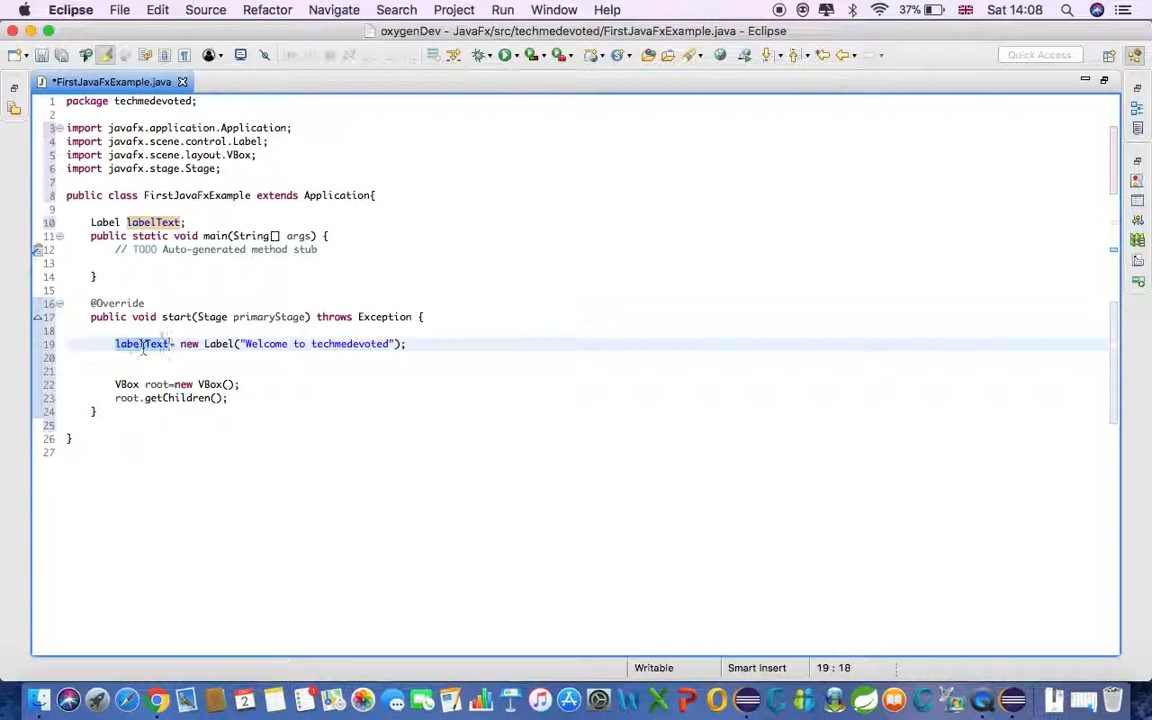 Eclipse File Edit Source Refactor Navigate Search Project Run Window Help 37% Sat 14:08
oxygenDev - JavaFx/src/techmedevoted/FirstJavaFxExample.java - Eclipse
Quick Access
*FirstJavaFxExample.java
1 package techmedevoted;
2
3 import javafx.application.Application;
4 import javafx.scene.control.Label;
5 import javafx.scene.layout.VBox;
6 import javafx.stage.Stage;
7
8 public class FirstJavaFxExample extends Application{
9
10 Label labelText;
11 public static void main(String[] args) {
12 // TODO Auto-generated method stub
13
14 }
16 @Override
17 public void start(Stage primaryStage) throws Exception {
18
19 labelText= new Label("Welcome to techmedevoted");
20
22 VBox root=new VBox();
23 root.getChildren();
24 }
25
26 }
27
Writable Smart Insert 19 : 18